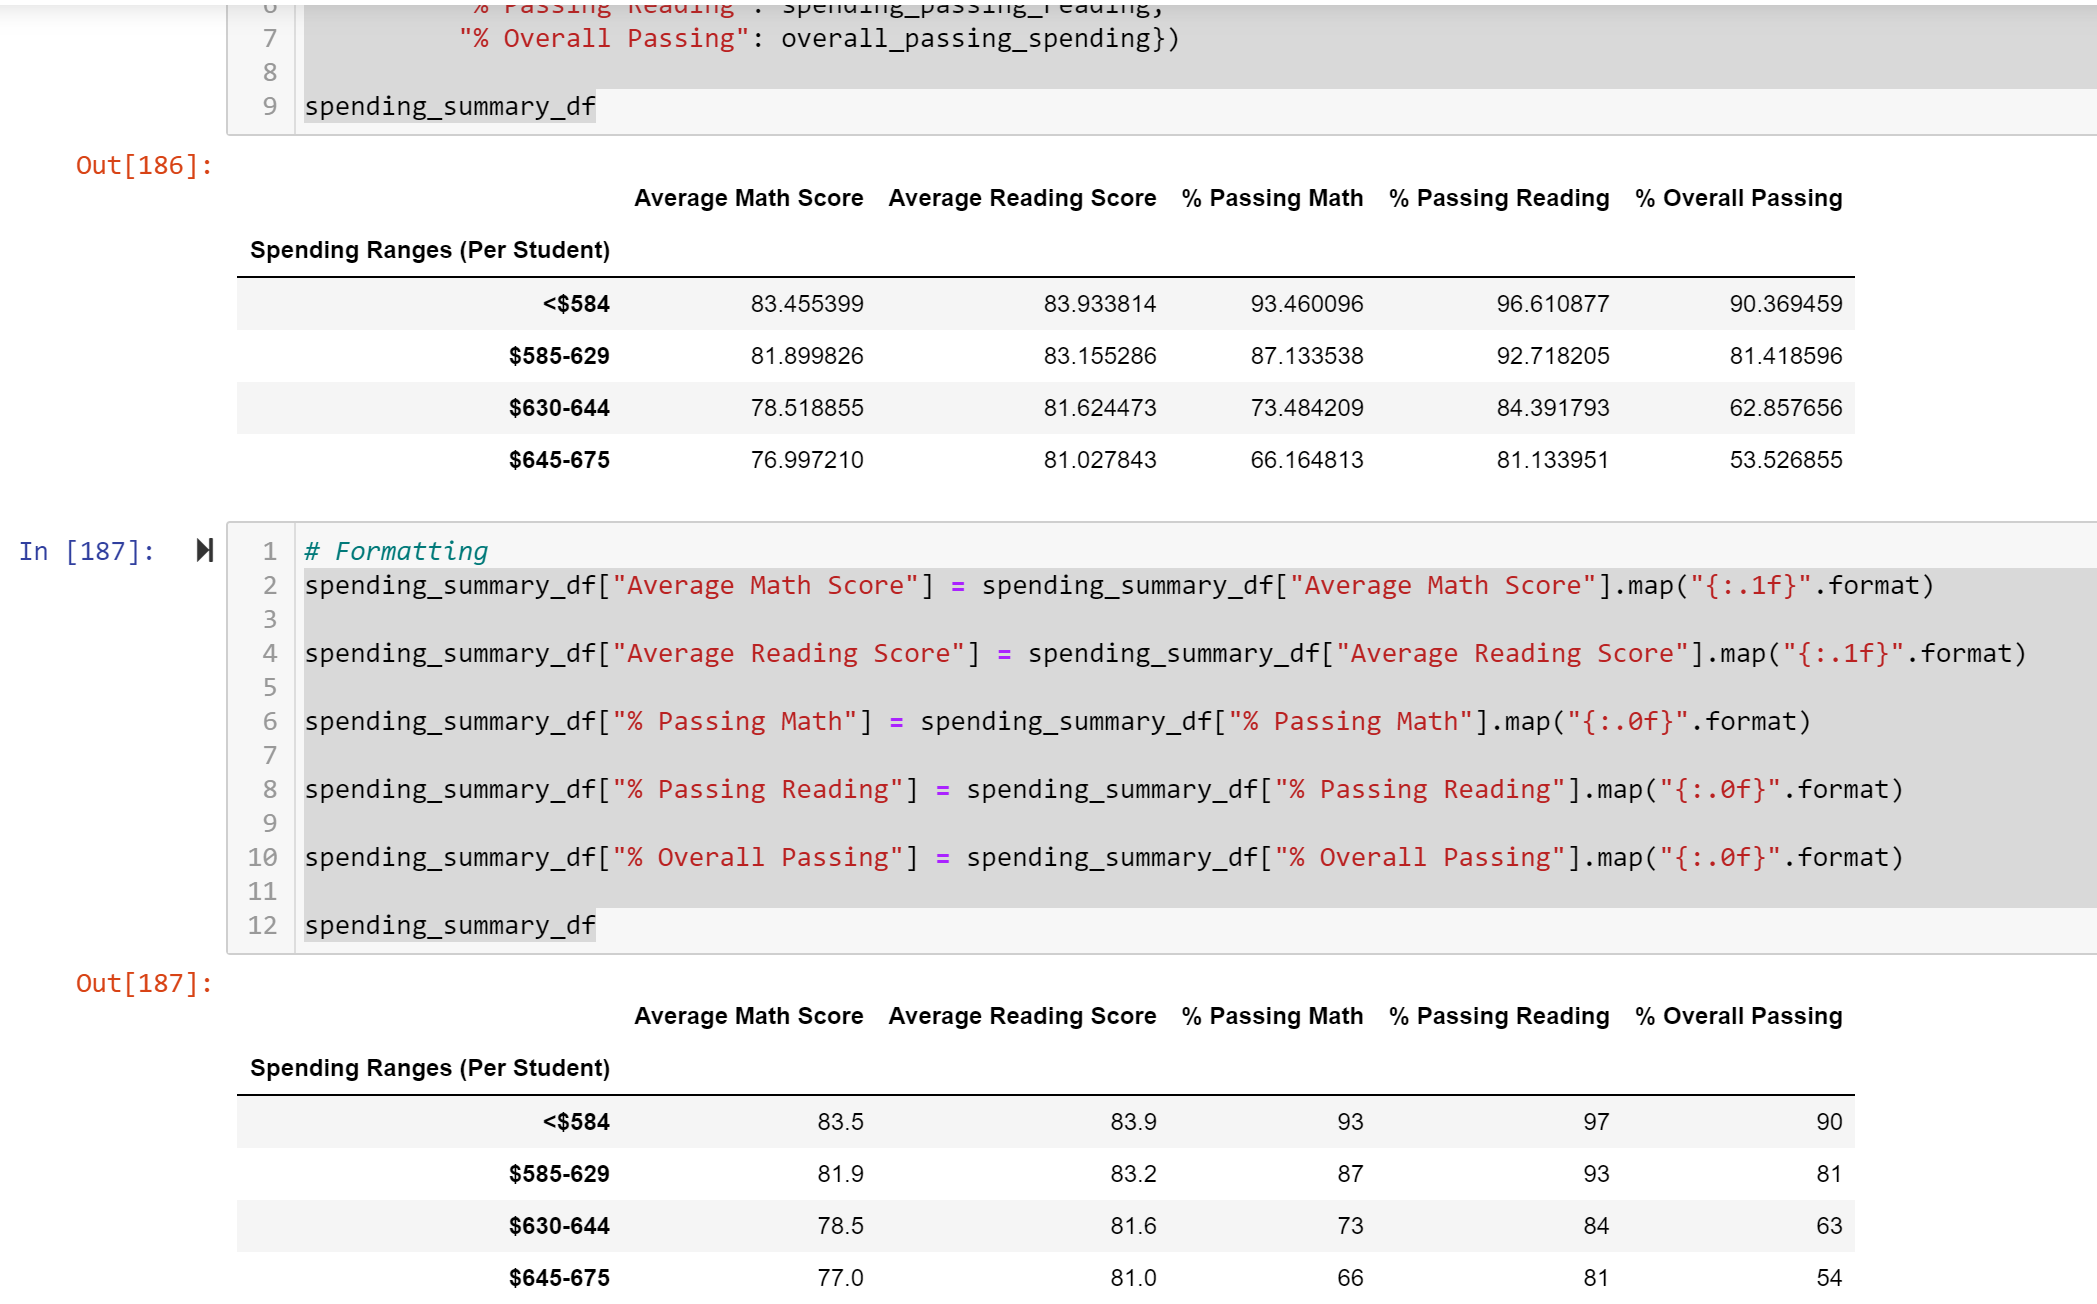 6 "% Passing Reading": spending_passing_reading,
7 "% Overall Passing": overall_passing_spending})
8
9 spending_summary_df
Out[186]:
Average Math Score Average Reading Score % Passing Math % Passing Reading % Overall Passing
Spending Ranges (Per Student)
<$584 83.455399 83.933814 93.460096 96.610877 90.369459
$585-629 81.899826 83.155286 87.133538 92.718205 81.418596
$630-644 78.518855 81.624473 73.484209 84.391793 62.857656
$645-675 76.997210 81.027843 66.164813 81.133951 53.526855
In [187]:
1 # Formatting
2 spending_summary_df["Average Math Score"] = spending_summary_df["Average Math Score"].map("{:.1f}".format)
3
4 spending_summary_df["Average Reading Score"] = spending_summary_df["Average Reading Score"].map("{:.1f}".format)
5
6 spending_summary_df["% Passing Math"] = spending_summary_df["% Passing Math"].map("{:.0f}".format)
7
8 spending_summary_df["% Passing Reading"] = spending_summary_df["% Passing Reading"].map("{:.0f}".format)
9
10 spending_summary_df["% Overall Passing"] = spending_summary_df["% Overall Passing"].map("{:.0f}".format)
11
12 spending_summary_df
Out[187]:
Average Math Score Average Reading Score % Passing Math % Passing Reading % Overall Passing
Spending Ranges (Per Student)
<$584 83.5 83.9 93 97 90
$585-629 81.9 83.2 87 93 81
$630-644 78.5 81.6 73 84 63
$645-675 77.0 81.0 66 81 54